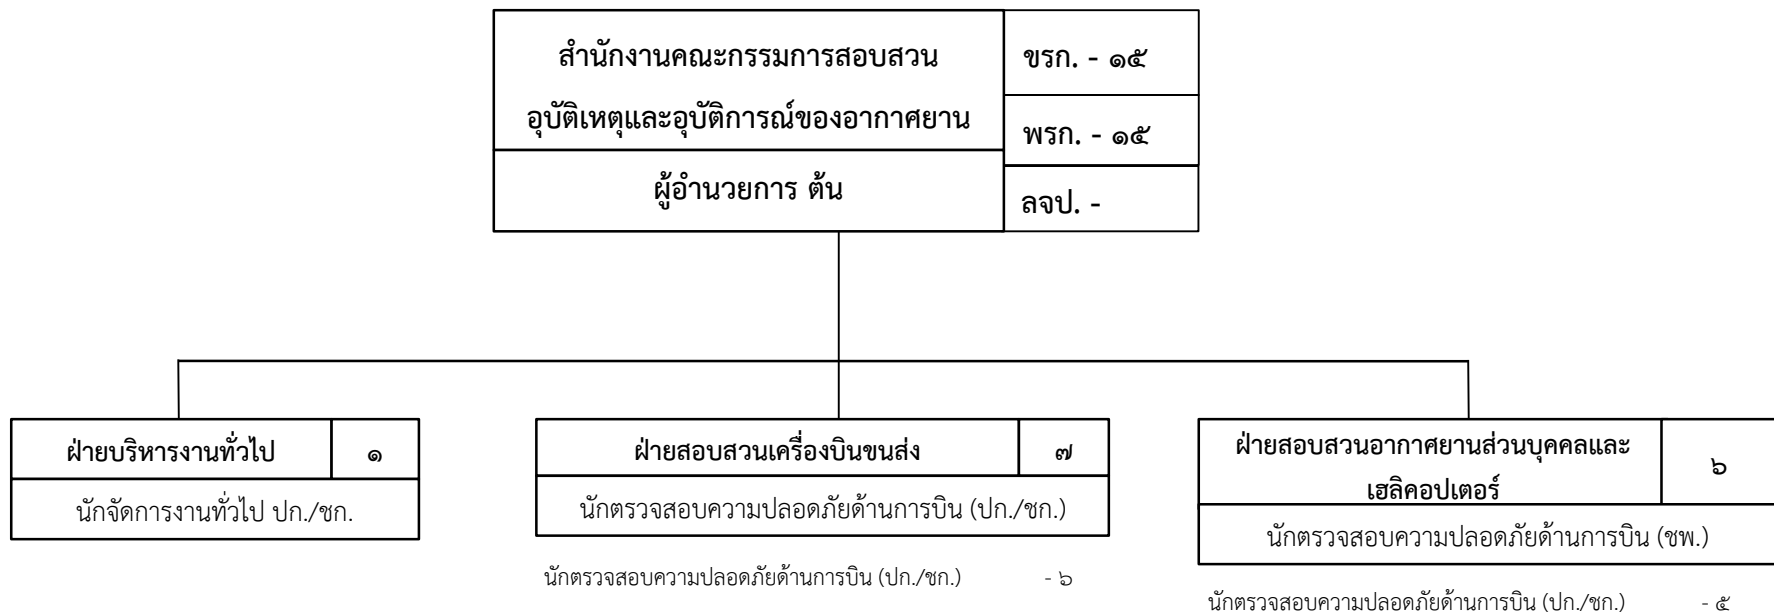 สำนักงานคณะกรรมการสอบสวน
อุบัติเหตุและอุบัติการณ์ของอากาศยาน
ผู้อำนวยการ ต้น
ขรก. - ๑๕
พรก. - ๑๕
ลจป. -
ฝ่ายบริหารงานทั่วไป ๑
นักจัดการงานทั่วไป ปก./ชก.
ฝ่ายสอบสวนเครื่องบินขนส่ง ๗
นักตรวจสอบความปลอดภัยด้านการบิน (ปก./ชก.)
นักตรวจสอบความปลอดภัยด้านการบิน (ปก./ชก.) - ๖
ฝ่ายสอบสวนอากาศยานส่วนบุคคลและ
เฮลิคอปเตอร์ ๖
นักตรวจสอบความปลอดภัยด้านการบิน (ชพ.)
นักตรวจสอบความปลอดภัยด้านการบิน (ปก./ชก.) - ๕